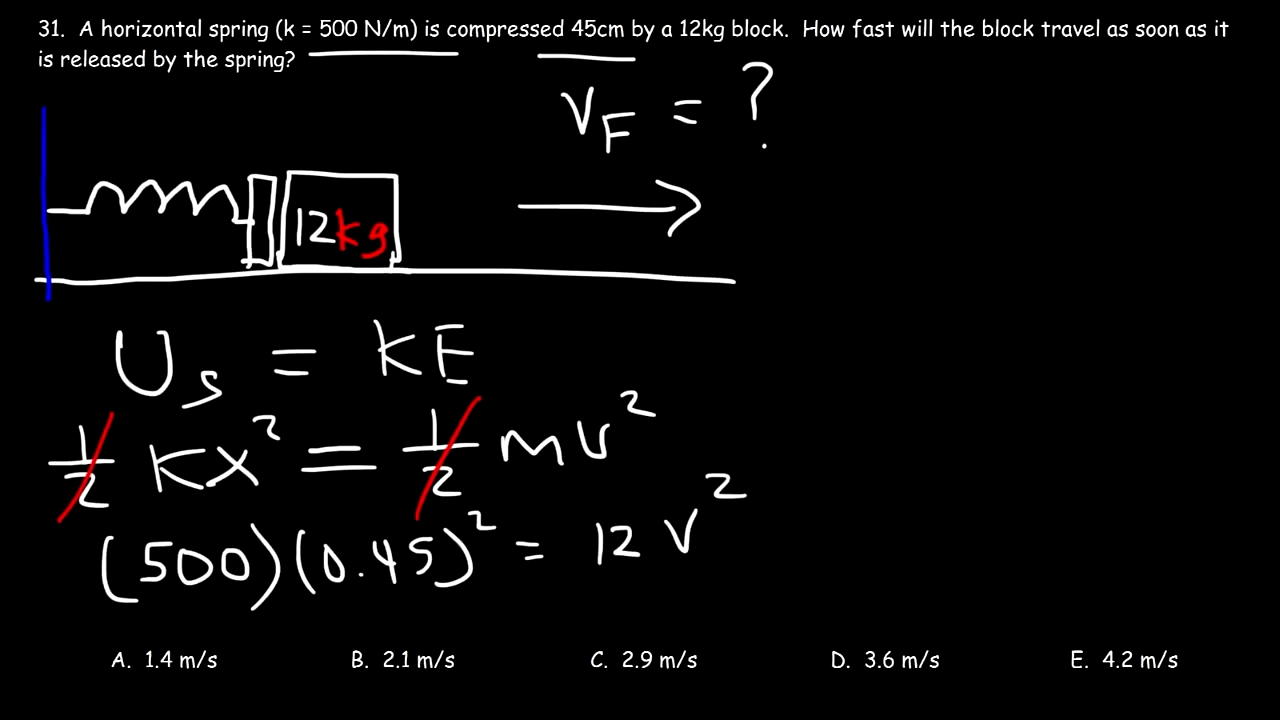 31. A horizontal spring (k = 500 N/m) is compressed 45cm by a 12kg block. How fast will the block travel as soon as it
is released by the spring?
V_F = ?
12kg
U_s = KE
1/2 Kx² = 1/2 mv²
(500)(0.45)² = 12 v²
A. 1.4 m/s B. 2.1 m/s C. 2.9 m/s D. 3.6 m/s E. 4.2 m/s